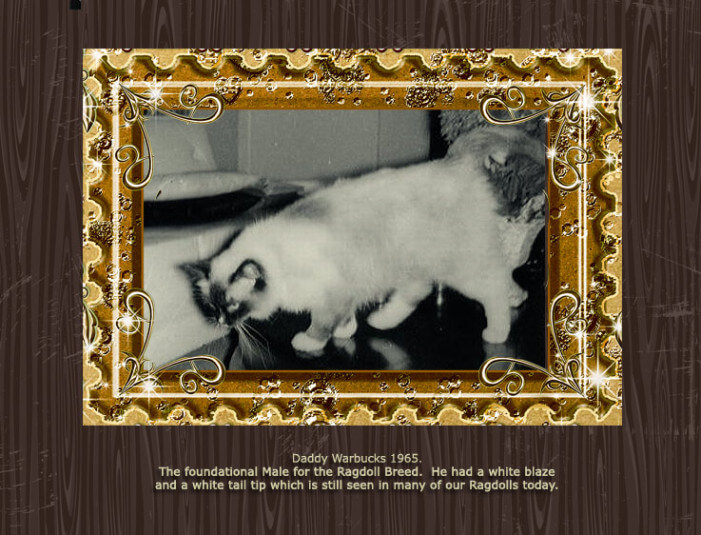 Daddy Warbucks 1965.
The foundational Male for the Ragdoll Breed.  He had a white blaze
and a white tail tip which is still seen in many of our Ragdolls today.